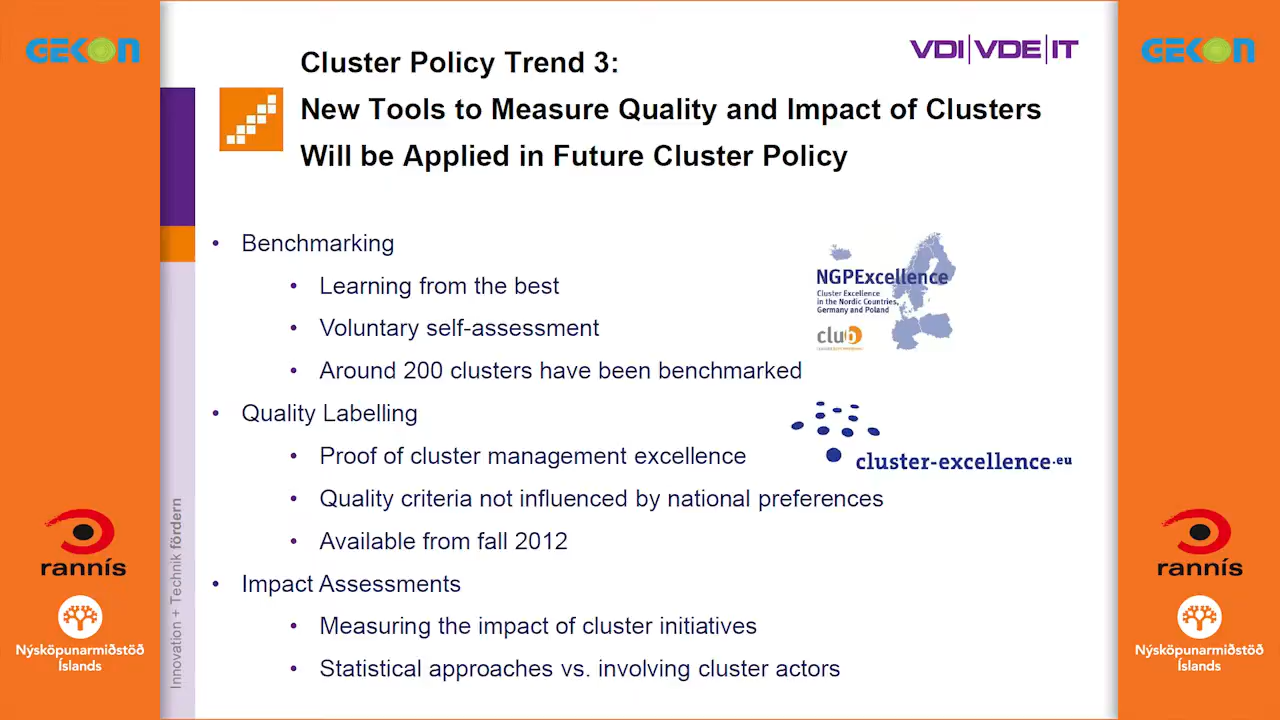 GEKON
VDI|VDE|IT
GEKON
Cluster Policy Trend 3:
New Tools to Measure Quality and Impact of Clusters
Will be Applied in Future Cluster Policy
• Benchmarking
• Learning from the best
• Voluntary self-assessment
• Around 200 clusters have been benchmarked
NGPExcellence
Cluster Excellence
in the Nordic Countries,
Germany and Poland
club
• Quality Labelling
• Proof of cluster management excellence
• Quality criteria not influenced by national preferences
• Available from fall 2012
cluster-excellence.eu
• Impact Assessments
• Measuring the impact of cluster initiatives
• Statistical approaches vs. involving cluster actors
Innovation + Technik fördern
rannís
Nýsköpunarmiðstöð
Íslands
rannís
Nýsköpunarmiðstöð
Íslands